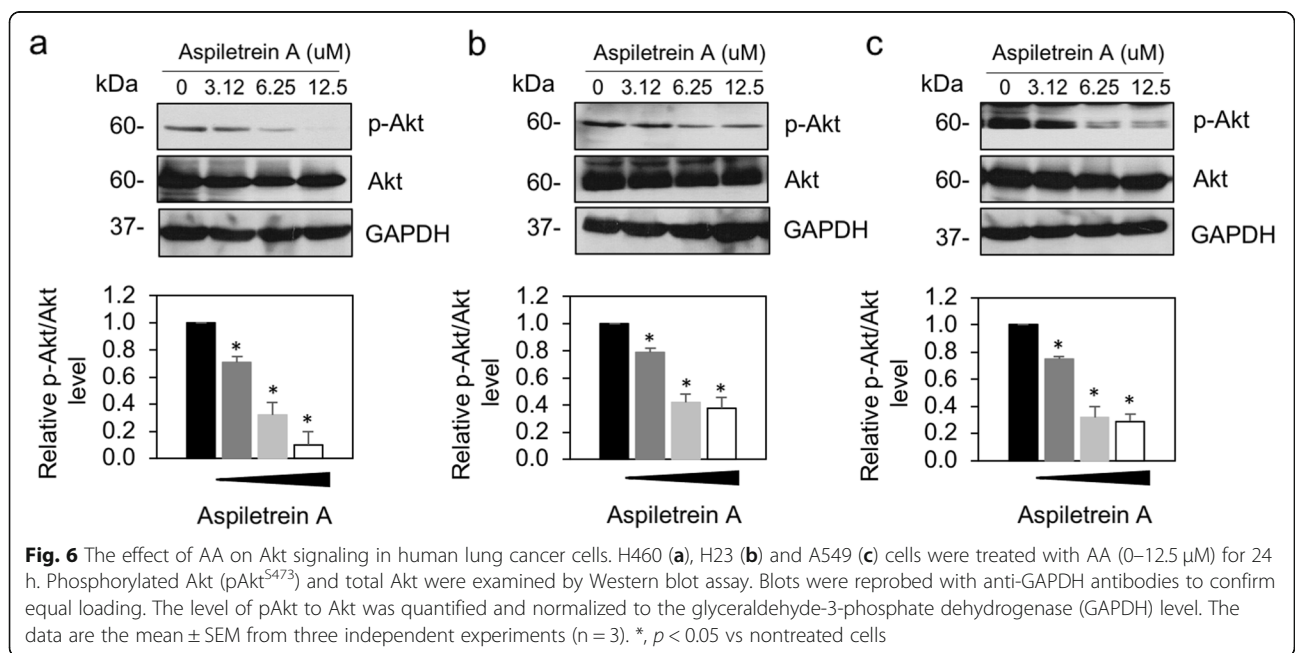 a
Aspiletrein A (uM)
kDa
0 3.12 6.25 12.5
60-
p-Akt
60-
Akt
37-
GAPDH
1.2
1.0
0.8
0.6
0.4
0.2
0.0
Relative p-Akt/Akt
level
*
*
*
Aspiletrein A
b
Aspiletrein A (uM)
kDa
0 3.12 6.25 12.5
60-
p-Akt
60-
Akt
37-
GAPDH
1.2
1.0
0.8
0.6
0.4
0.2
0.0
Relative p-Akt/Akt
level
*
*
*
Aspiletrein A
c
Aspiletrein A (uM)
kDa
0 3.12 6.25 12.5
60-
p-Akt
60-
Akt
37-
GAPDH
1.2
1.0
0.8
0.6
0.4
0.2
0.0
Relative p-Akt/Akt
level
*
*
*
Aspiletrein A
Fig. 6 The effect of AA on Akt signaling in human lung cancer cells. H460 (a), H23 (b) and A549 (c) cells were treated with AA (0–12.5 μM) for 24
h. Phosphorylated Akt (pAkt^S473) and total Akt were examined by Western blot assay. Blots were reprobed with anti-GAPDH antibodies to confirm
equal loading. The level of pAkt to Akt was quantified and normalized to the glyceraldehyde-3-phosphate dehydrogenase (GAPDH) level. The
data are the mean ± SEM from three independent experiments (n = 3). *, p < 0.05 vs nontreated cells